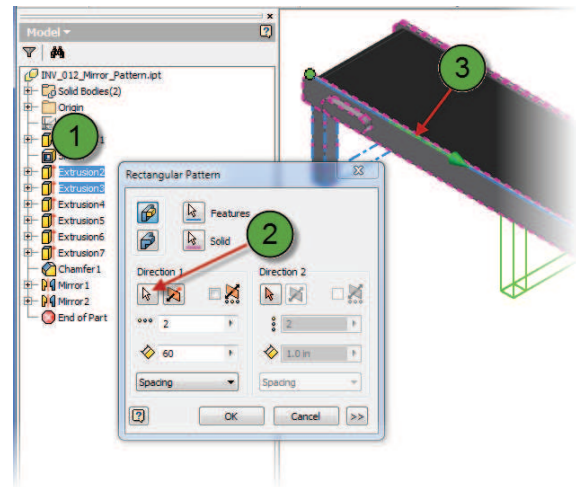 Model
INV_012_Mirror_Pattern.ipt
Solid Bodies(2)
Origin
1
Extrusion2
Extrusion3
Extrusion4
Extrusion5
Extrusion6
Extrusion7
Chamfer1
Mirror1
Mirror2
End of Part
Rectangular Pattern
Features
Solid
2
Direction 1
Direction 2
2
2
60
1.0 in
Spacing
Spacing
OK
Cancel
>>
3